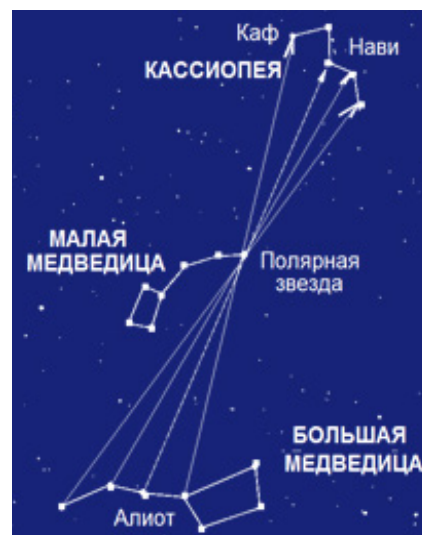 Каф
Нави
КАССИОПЕЯ
МАЛАЯ
МЕДВЕДИЦА
Полярная
звезда
БОЛЬШАЯ
МЕДВЕДИЦА
Алиот